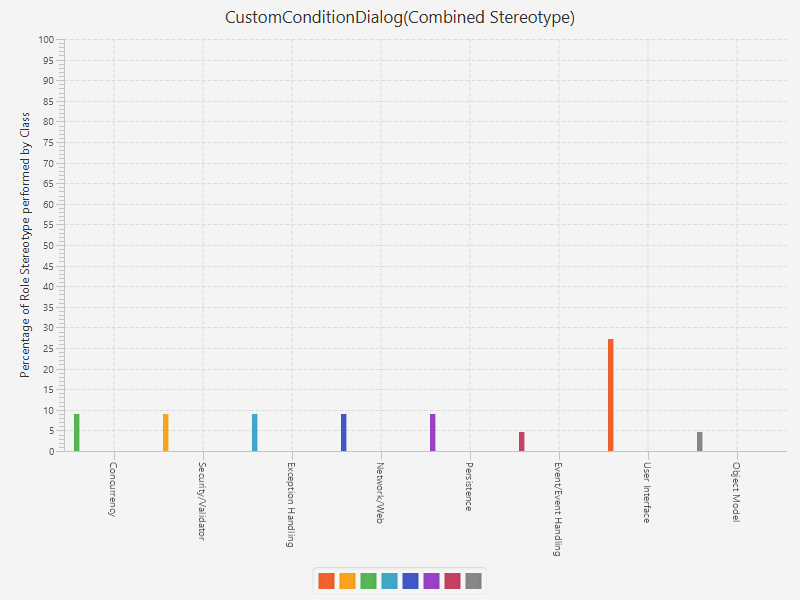 CustomConditionDialog(Combined Stereotype)
Percentage of Role Stereotype performed by Class
100
95
90
85
80
75
70
65
60
55
50
45
40
35
30
25
20
15
10
5
0
Concurrency
Security/Validator
Exception Handling
Network/Web
Persistence
Event/Event Handling
User Interface
Object Model